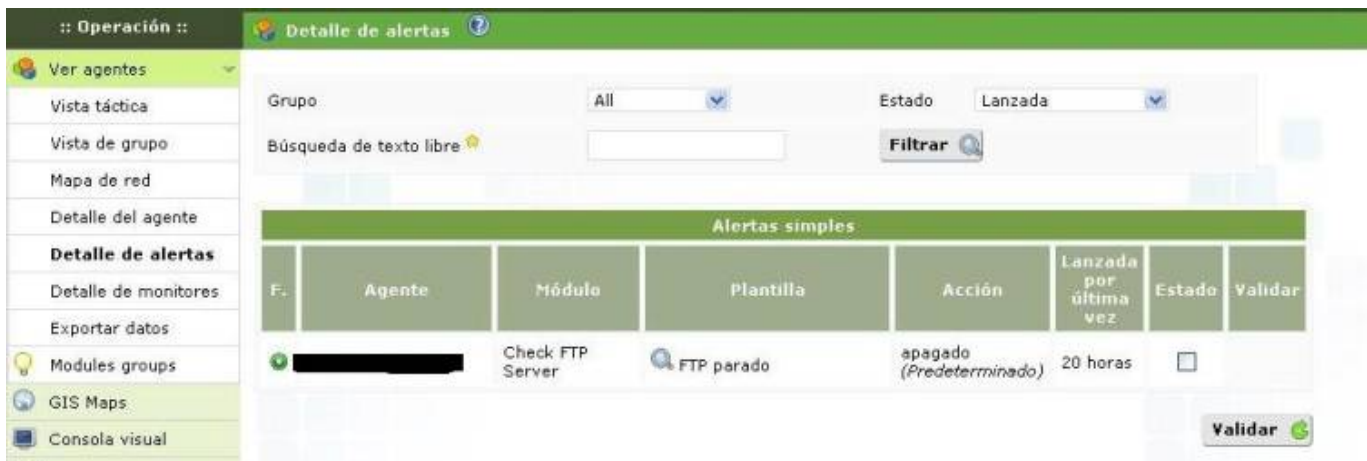 :: Operación ::
Detalle de alertas
Ver agentes
Vista táctica
Vista de grupo
Mapa de red
Detalle del agente
Detalle de alertas
Detalle de monitores
Exportar datos
Modules groups
GIS Maps
Consola visual
Grupo All Estado Lanzada
Búsqueda de texto libre Filtrar
Alertas simples
F. Agente Módulo Plantilla Acción Lanzada por última vez Estado Validar
Check FTP Server FTP parado apagado (Predeterminado) 20 horas
Validar